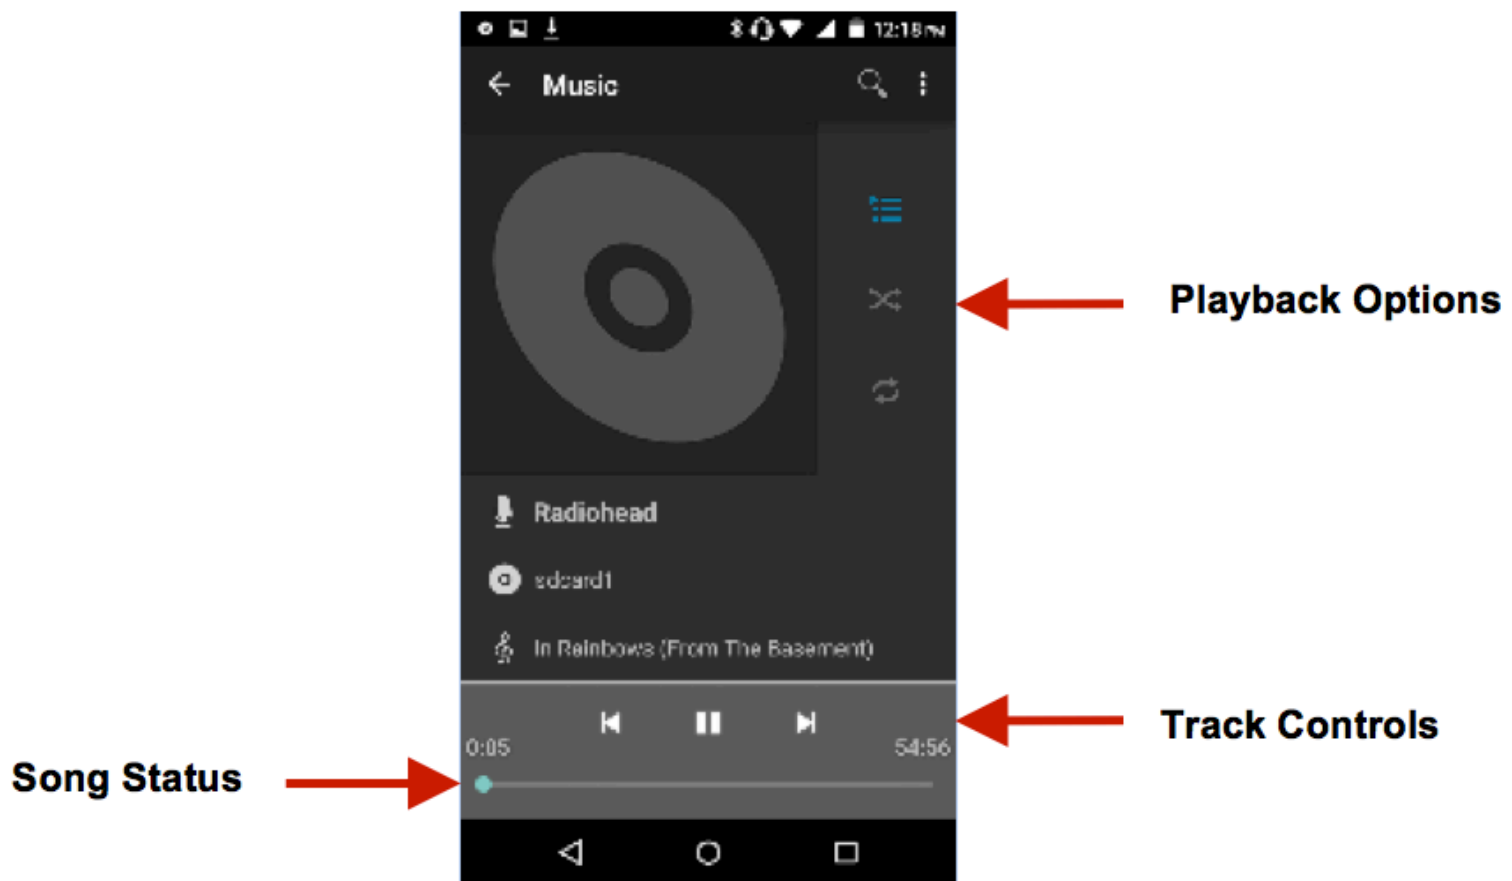 12:18 PM
Music
Playback Options
Radiohead
sdcard1
In Rainbows (From The Basement)
Track Controls
0:05
54:56
Song Status